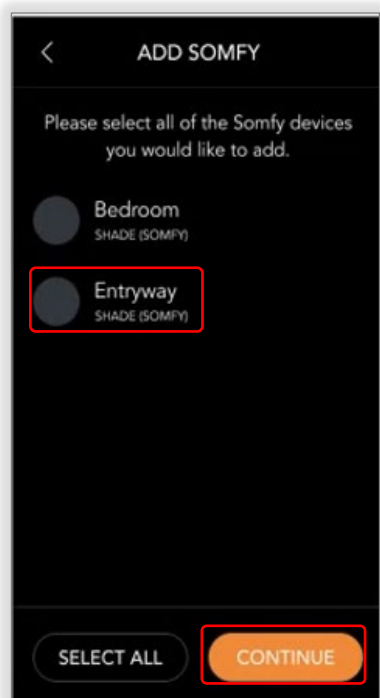 ADD SOMFY
Please select all of the Somfy devices
you would like to add.
Bedroom
SHADE (SOMFY)
Entryway
SHADE (SOMFY)
SELECT ALL
CONTINUE